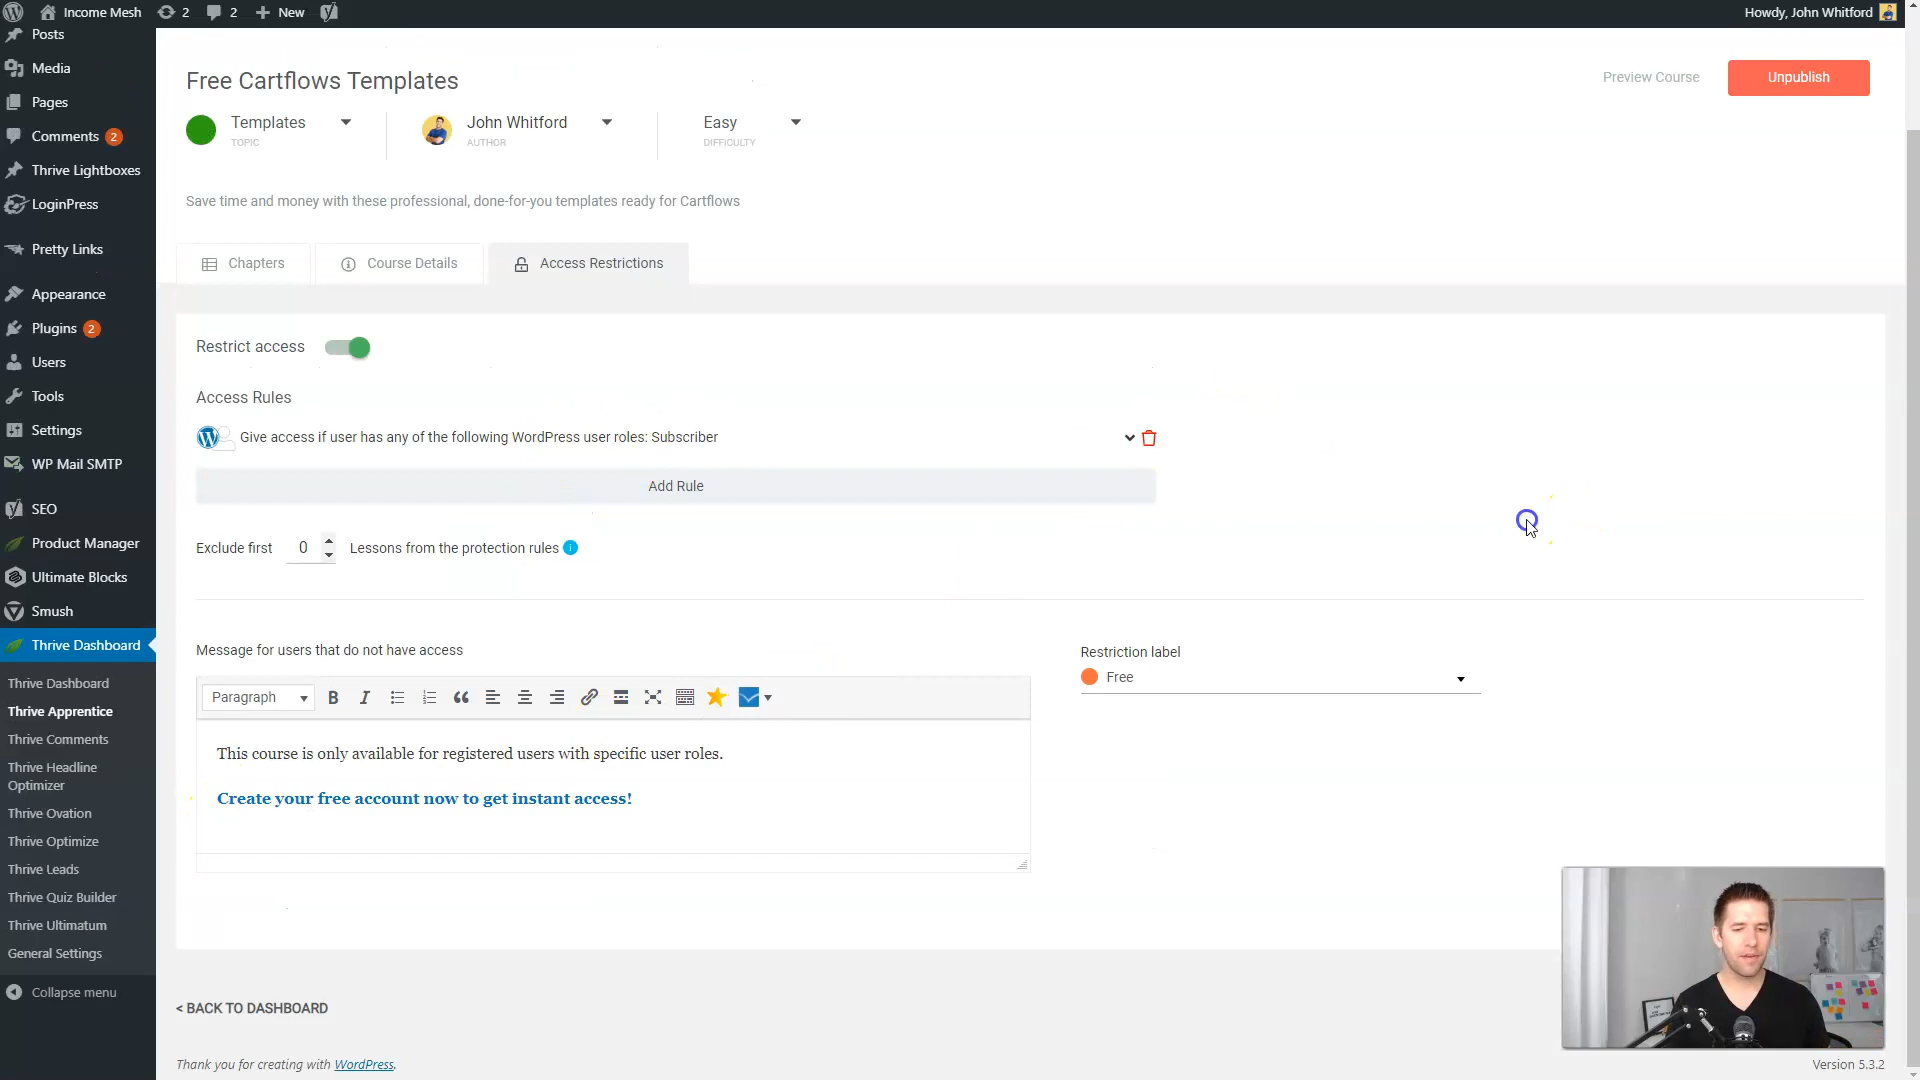 Income Mesh
2
2
New
Howdy, John Whitford
Posts
Media
Pages
Comments 2
Thrive Lightboxes
LoginPress
Pretty Links
Appearance
Plugins 2
Users
Tools
Settings
WP Mail SMTP
SEO
Product Manager
Ultimate Blocks
Smush
Thrive Dashboard
Thrive Dashboard
Thrive Apprentice
Thrive Comments
Thrive Headline
Optimizer
Thrive Ovation
Thrive Optimize
Thrive Leads
Thrive Quiz Builder
Thrive Ultimatum
General Settings
Collapse menu
Free Cartflows Templates
Preview Course
Unpublish
Templates
TOPIC
John Whitford
AUTHOR
Easy
DIFFICULTY
Save time and money with these professional, done-for-you templates ready for Cartflows
Chapters
Course Details
Access Restrictions
Restrict access
Access Rules
Give access if user has any of the following WordPress user roles: Subscriber
Add Rule
Exclude first 0 Lessons from the protection rules
Message for users that do not have access
Paragraph
This course is only available for registered users with specific user roles.
Create your free account now to get instant access!
Restriction label
Free
< BACK TO DASHBOARD
Thank you for creating with WordPress.
Version 5.3.2